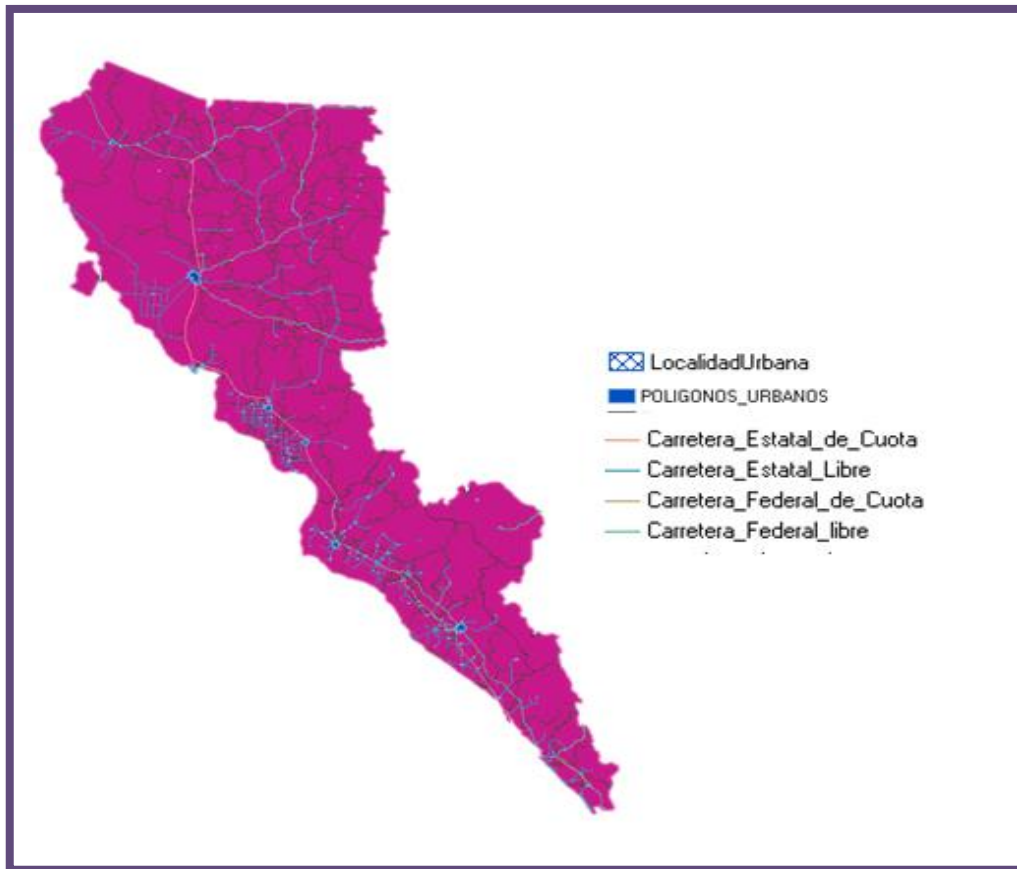 LocalidadUrbana
POLIGONOS_URBANOS
Carretera_Estatal_de_Cuota
Carretera_Estatal_Libre
Carretera_Federal_de_Cuota
Carretera_Federal_libre